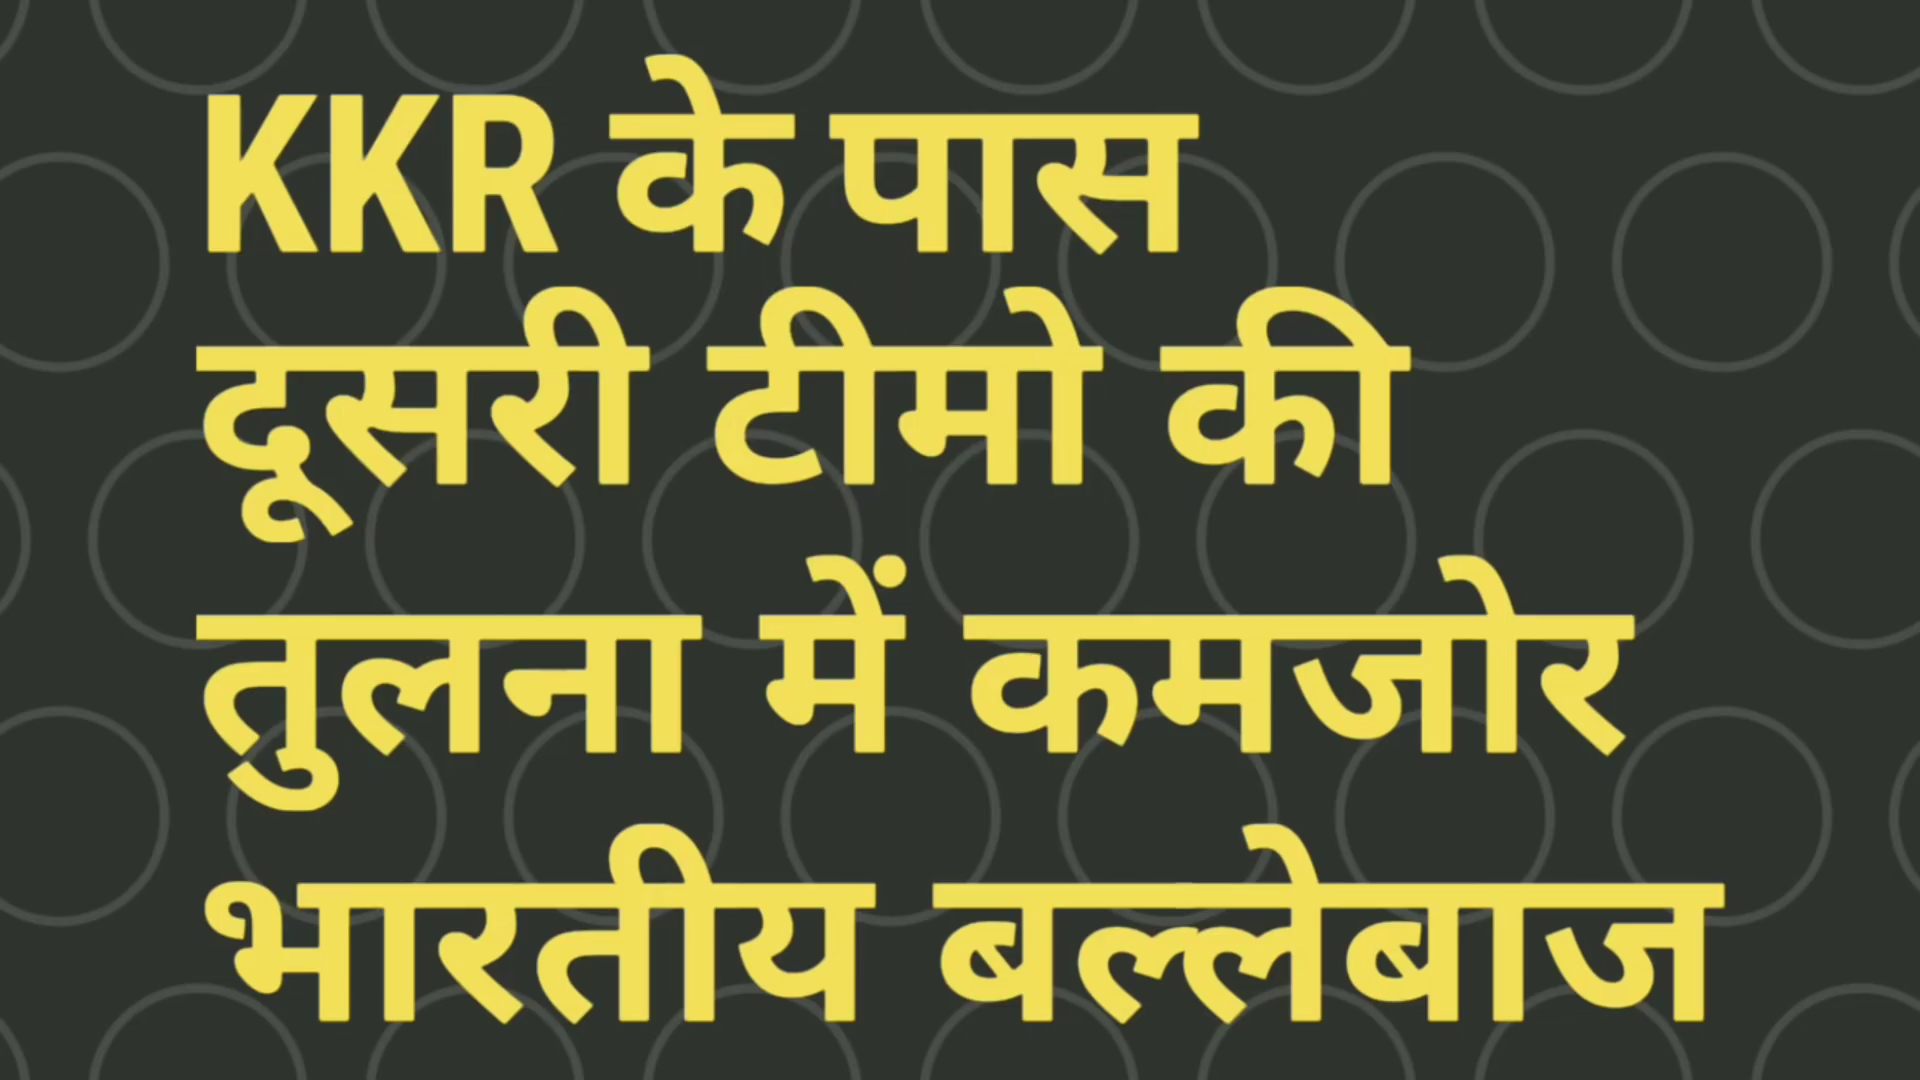 KKR के पास
दूसरी टीमो की
तुलना में कमजोर
भारतीय बल्लेबाज